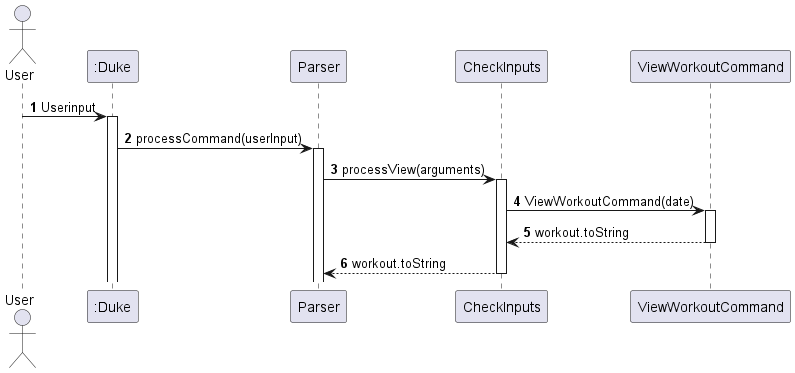 User
:Duke
Parser
CheckInputs
ViewWorkoutCommand
1 Userinput
2 processCommand(userInput)
3 processView(arguments)
4 ViewWorkoutCommand(date)
5 workout.toString
6 workout.toString
User
:Duke
Parser
CheckInputs
ViewWorkoutCommand